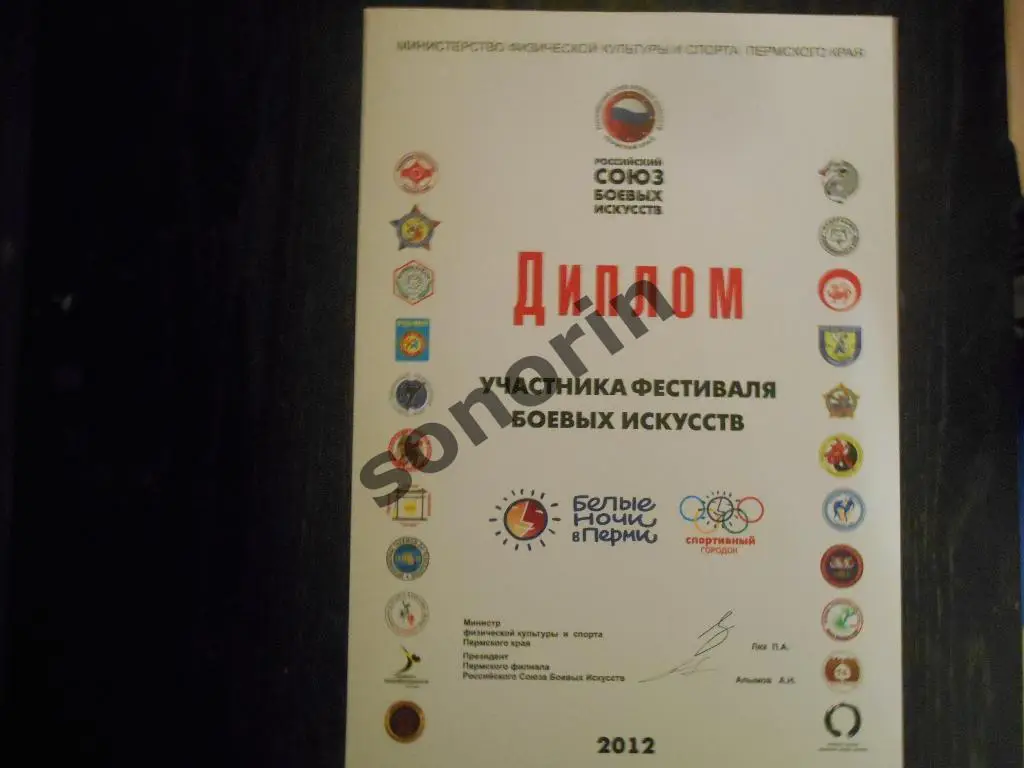 МИНИСТЕРСТВО ФИЗИЧЕСКОЙ КУЛЬТУРЫ И СПОРТА ПЕРМСКОГО КРАЯ
РОССИЙСКИЙ
СОЮЗ
БОЕВЫХ
ИСКУССТВ
ДИПЛОМ
sonorin
УЧАСТНИКА ФЕСТИВАЛЯ
БОЕВЫХ ИСКУССТВ
БЕЛЫЕ
НОЧИ
в ПЕРМИ
спортивный
городок
Министр
физической культуры и спорта
Пермского края
Лях П.А.
Президент
Пермского филиала
Российского Союза Боевых Искусств
Алымов А.И.
2012